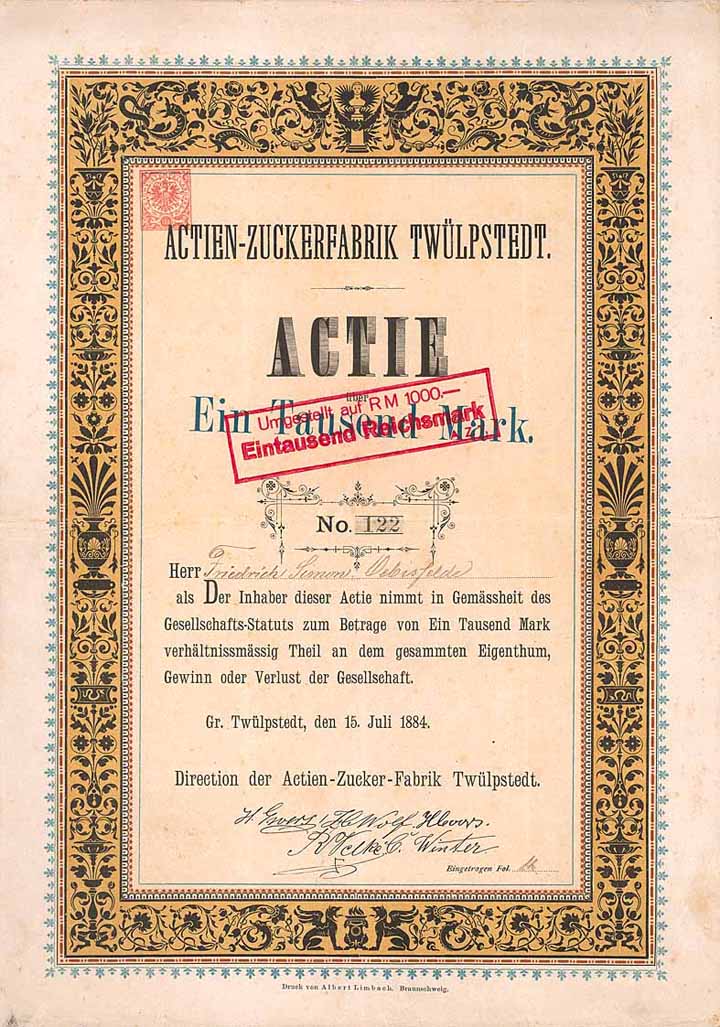 ACTIEN-ZUCKERFABRIK TWÜLPSTEDT.
ACTIE
über
Ein Tausend Mark.
Umgestellt auf RM 1000.—
Eintausend Reichsmark
No. 122
Herr Friedrich Simon, Oebisfelde
als Der Inhaber dieser Actie nimmt in Gemässheit des
Gesellschafts-Statuts zum Betrage von Ein Tausend Mark
verhältnissmässig Theil an dem gesammten Eigenthum,
Gewinn oder Verlust der Gesellschaft.
Gr. Twülpstedt, den 15. Juli 1884.
Direction der Actien-Zucker-Fabrik Twülpstedt.
C. Winter
Eingetragen Fol.
Druck von Albert Limbach, Braunschweig.